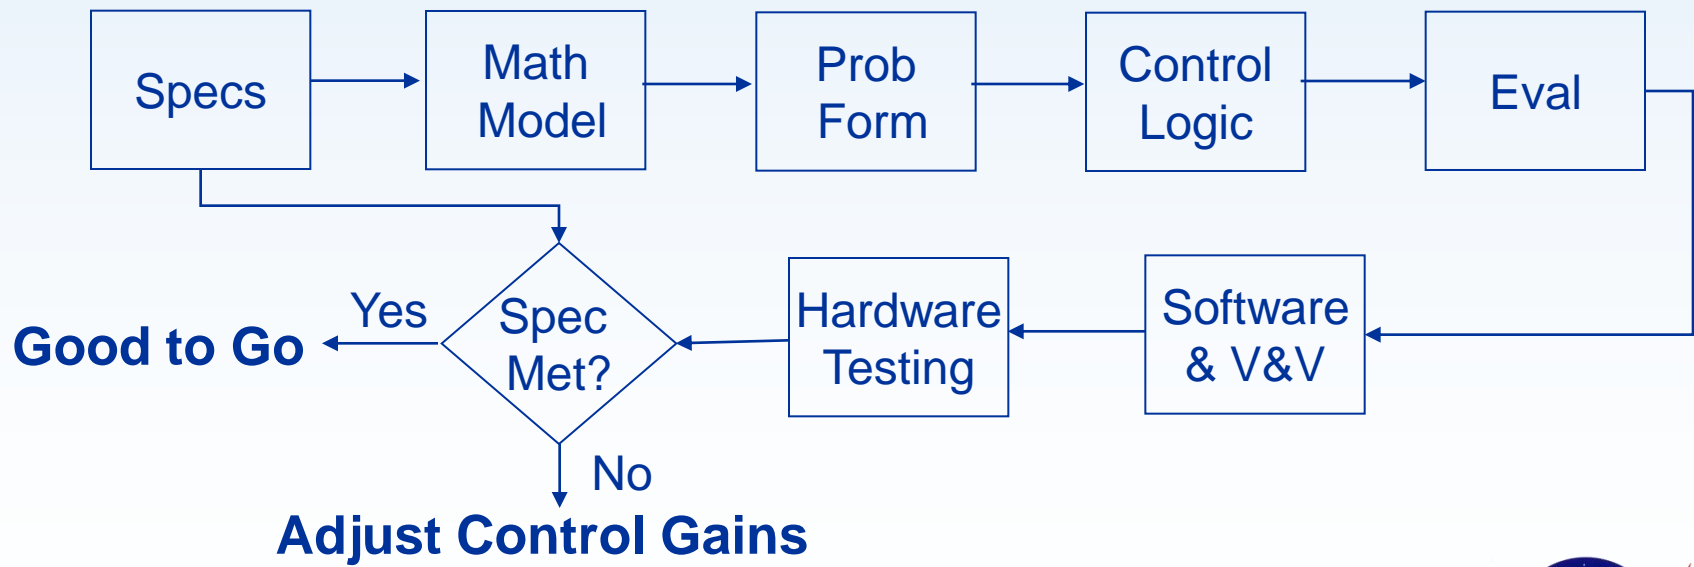 Specs
Math
Model
Prob
Form
Control
Logic
Eval
Good to Go
Yes
Spec
Met?
Hardware
Testing
Software
& V&V
No
Adjust Control Gains